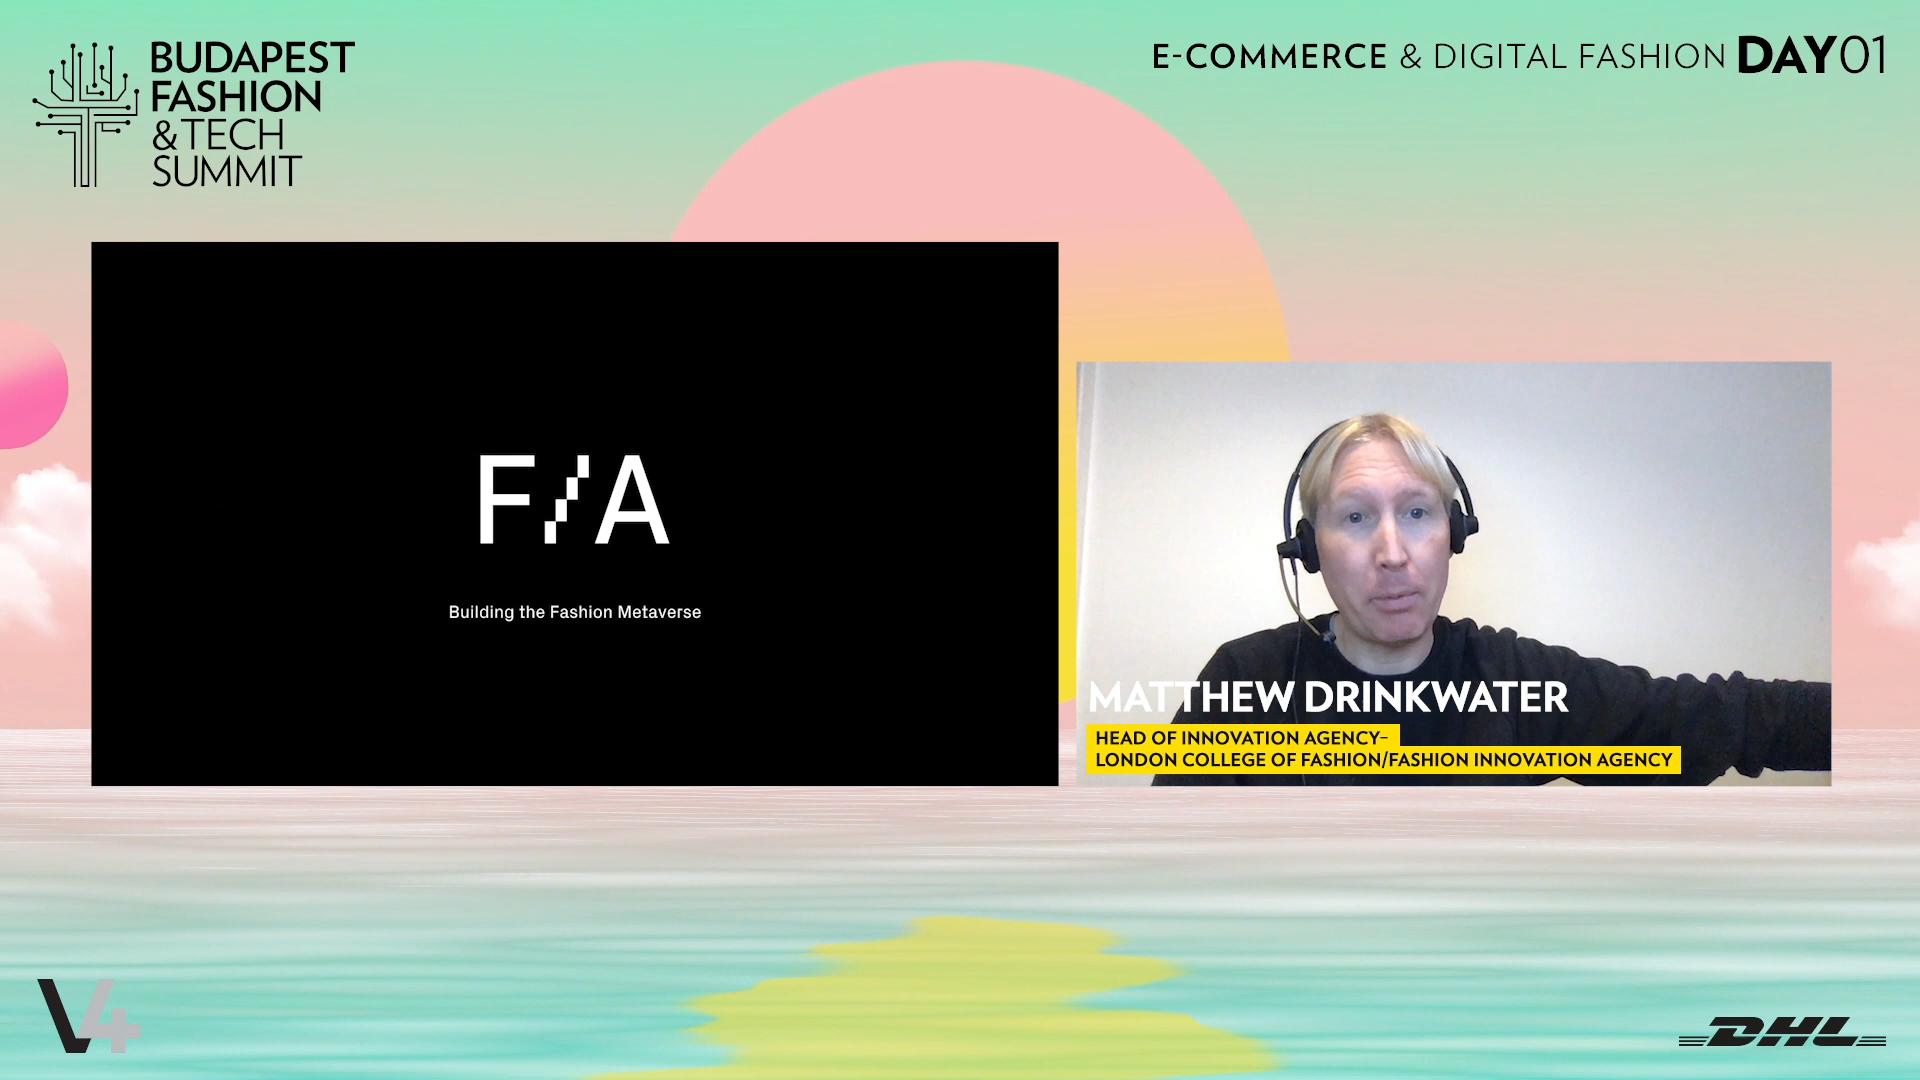 BUDAPEST
FASHION
&TECH
SUMMIT
E-COMMERCE & DIGITAL FASHION DAY01
F/A
Building the Fashion Metaverse
MATTHEW DRINKWATER
HEAD OF INNOVATION AGENCY–
LONDON COLLEGE OF FASHION/FASHION INNOVATION AGENCY
V4
DHL